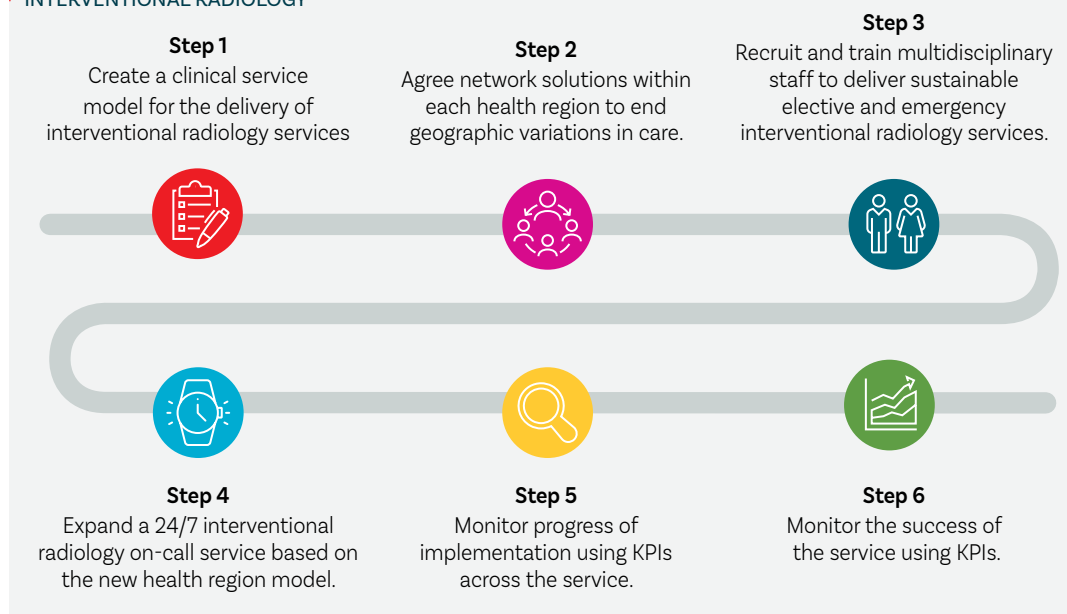 INTERVENTIONAL RADIOLOGY
Step 1
Create a clinical service
model for the delivery of
interventional radiology services
Step 2
Agree network solutions within
each health region to end
geographic variations in care.
Step 3
Recruit and train multidisciplinary
staff to deliver sustainable
elective and emergency
interventional radiology services.
Step 4
Expand a 24/7 interventional
radiology on-call service based on
the new health region model.
Step 5
Monitor progress of
implementation using KPIs
across the service.
Step 6
Monitor the success of
the service using KPIs.